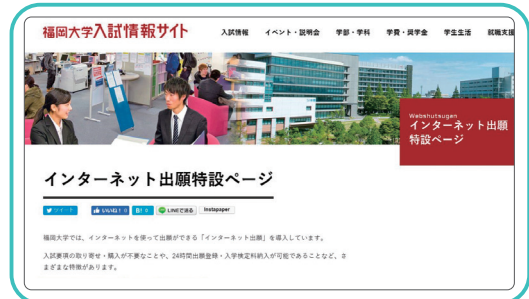 福岡大学入試情報サイト
入試情報 イベント・説明会 学部・学科 学費・奨学金 学生生活 就職支援
Webshutsugen
インターネット出願
特設ページ
インターネット出願特設ページ
ツイート いいね! 0 B! 0 LINEで送る Instapaper
福岡大学では、インターネットを使って出願ができる「インターネット出願」を導入しています。
入試要項の取り寄せ・購入が不要なことや、24時間出願登録・入学検定料納入が可能であることなど、さ
まざまな特徴があります。